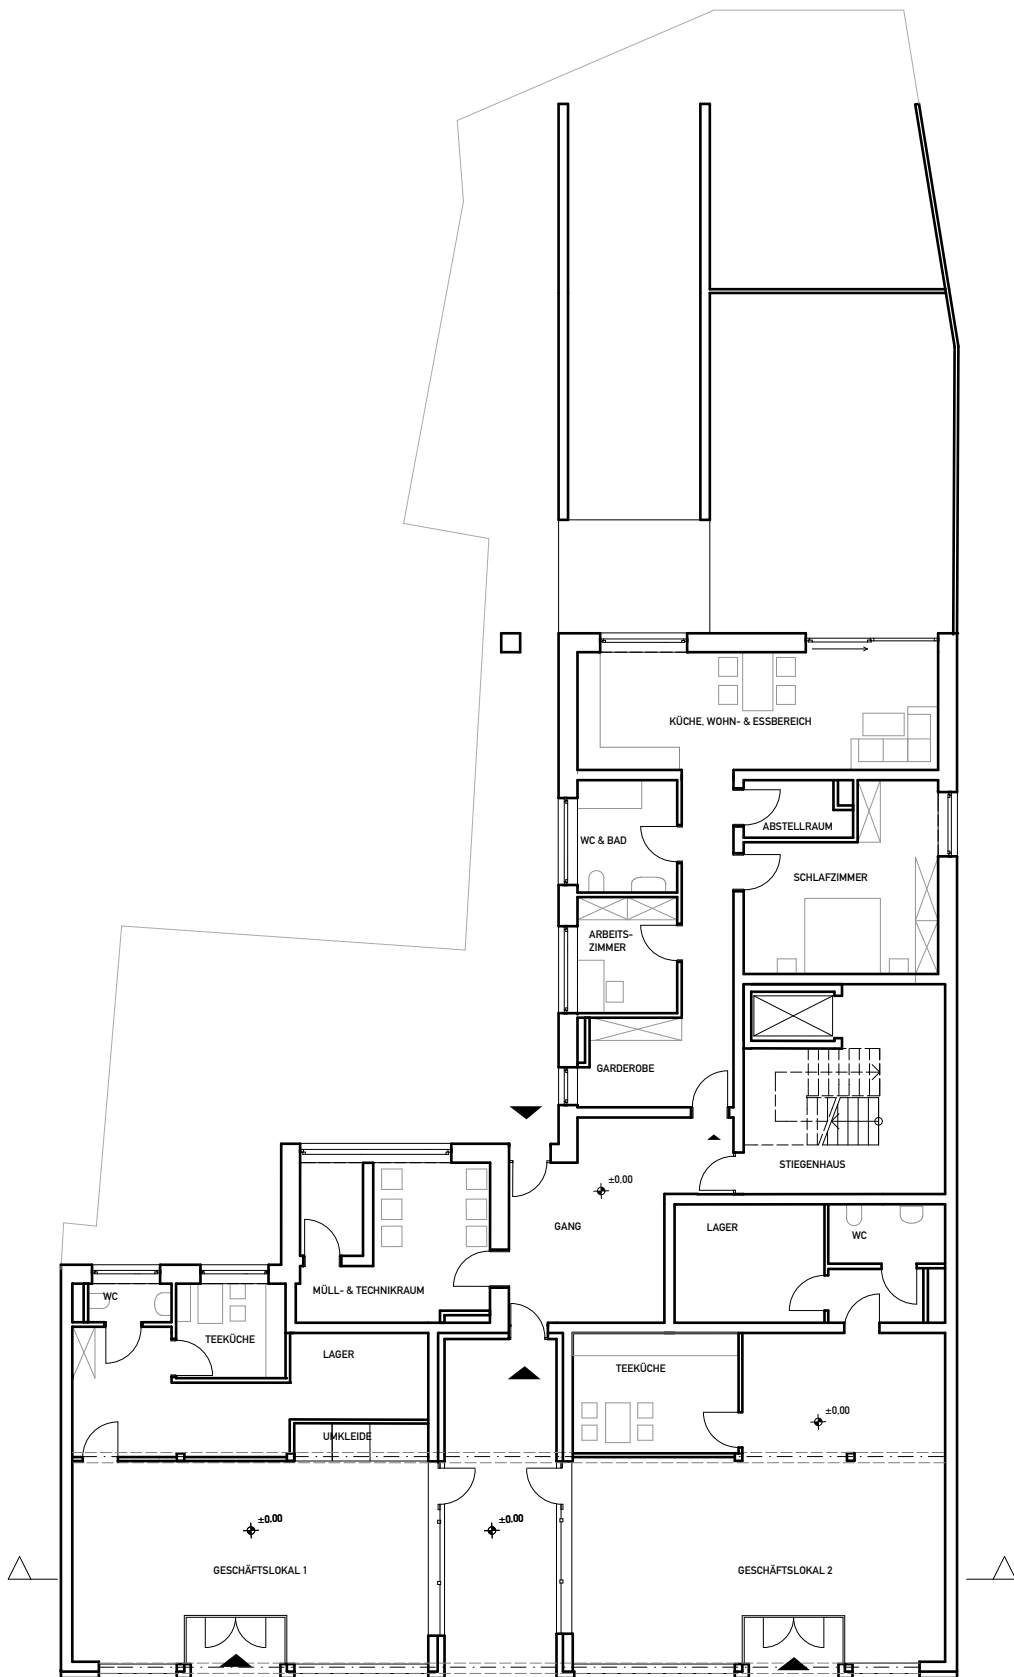 KÜCHE, WOHN- & ESSBEREICH
ABSTELLRAUM
WC & BAD
SCHLAFZIMMER
ARBEITS-
ZIMMER
GARDEROBE
STIEGENHAUS
±0,00
GANG
LAGER
WC
MÜLL- & TECHNIKRAUM
WC
TEEKÜCHE
LAGER
TEEKÜCHE
±0,00
UMKLEIDE
±0.00
±0.00
GESCHÄFTSLOKAL 1
GESCHÄFTSLOKAL 2